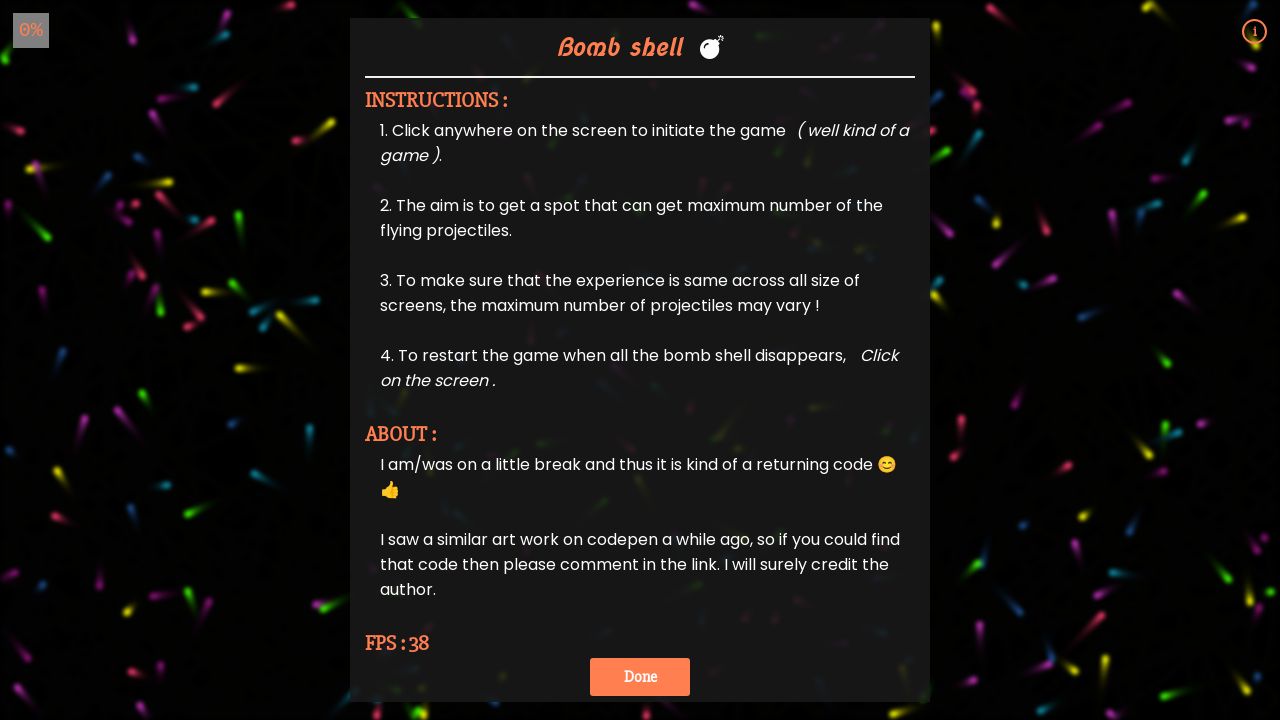 0%
i
Bomb shell 💣
INSTRUCTIONS :
1. Click anywhere on the screen to initiate the game ( well kind of a
game ).
2. The aim is to get a spot that can get maximum number of the
flying projectiles.
3. To make sure that the experience is same across all size of
screens, the maximum number of projectiles may vary !
4. To restart the game when all the bomb shell disappears, Click
on the screen .
ABOUT :
I am/was on a little break and thus it is kind of a returning code 😊
👍
I saw a similar art work on codepen a while ago, so if you could find
that code then please comment in the link. I will surely credit the
author.
FPS : 38
Done